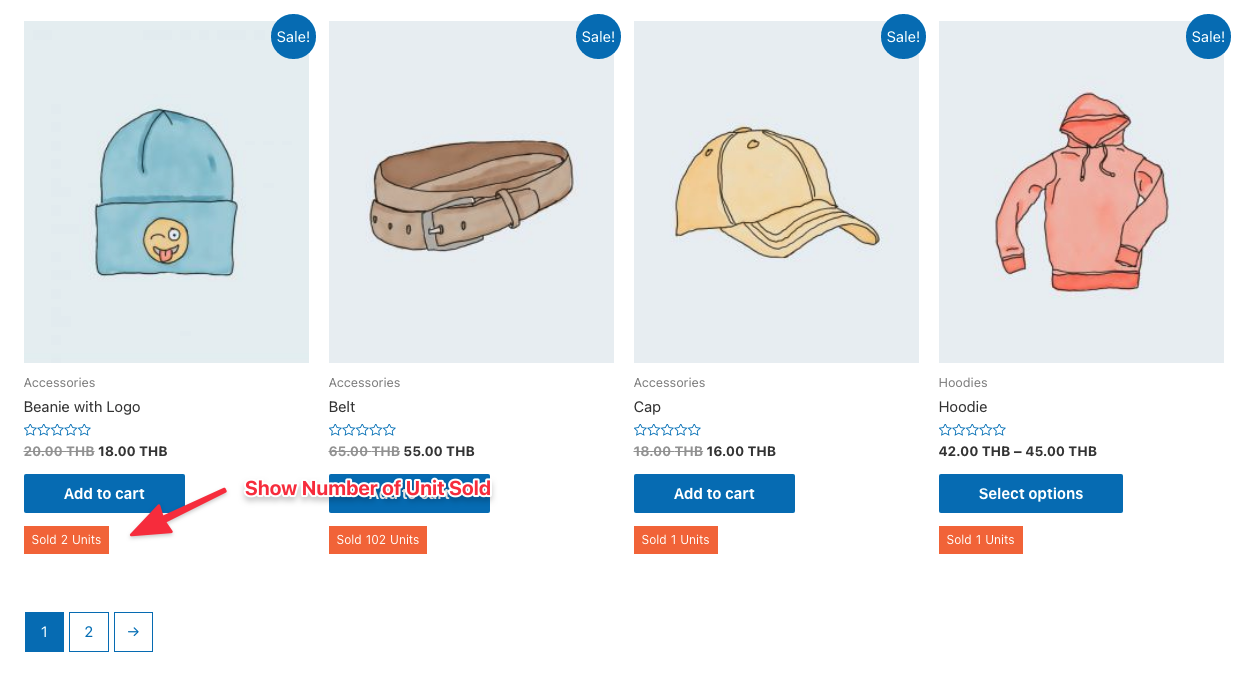 Sale!
Sale!
Sale!
Sale!
Accessories
Beanie with Logo
20.00 THB 18.00 THB
Add to cart
Sold 2 Units
Accessories
Belt
65.00 THB 55.00 THB
Add to cart
Show Number of Unit Sold
Sold 102 Units
Accessories
Cap
18.00 THB 16.00 THB
Add to cart
Sold 1 Units
Hoodies
Hoodie
42.00 THB – 45.00 THB
Select options
Sold 1 Units
1 2 →